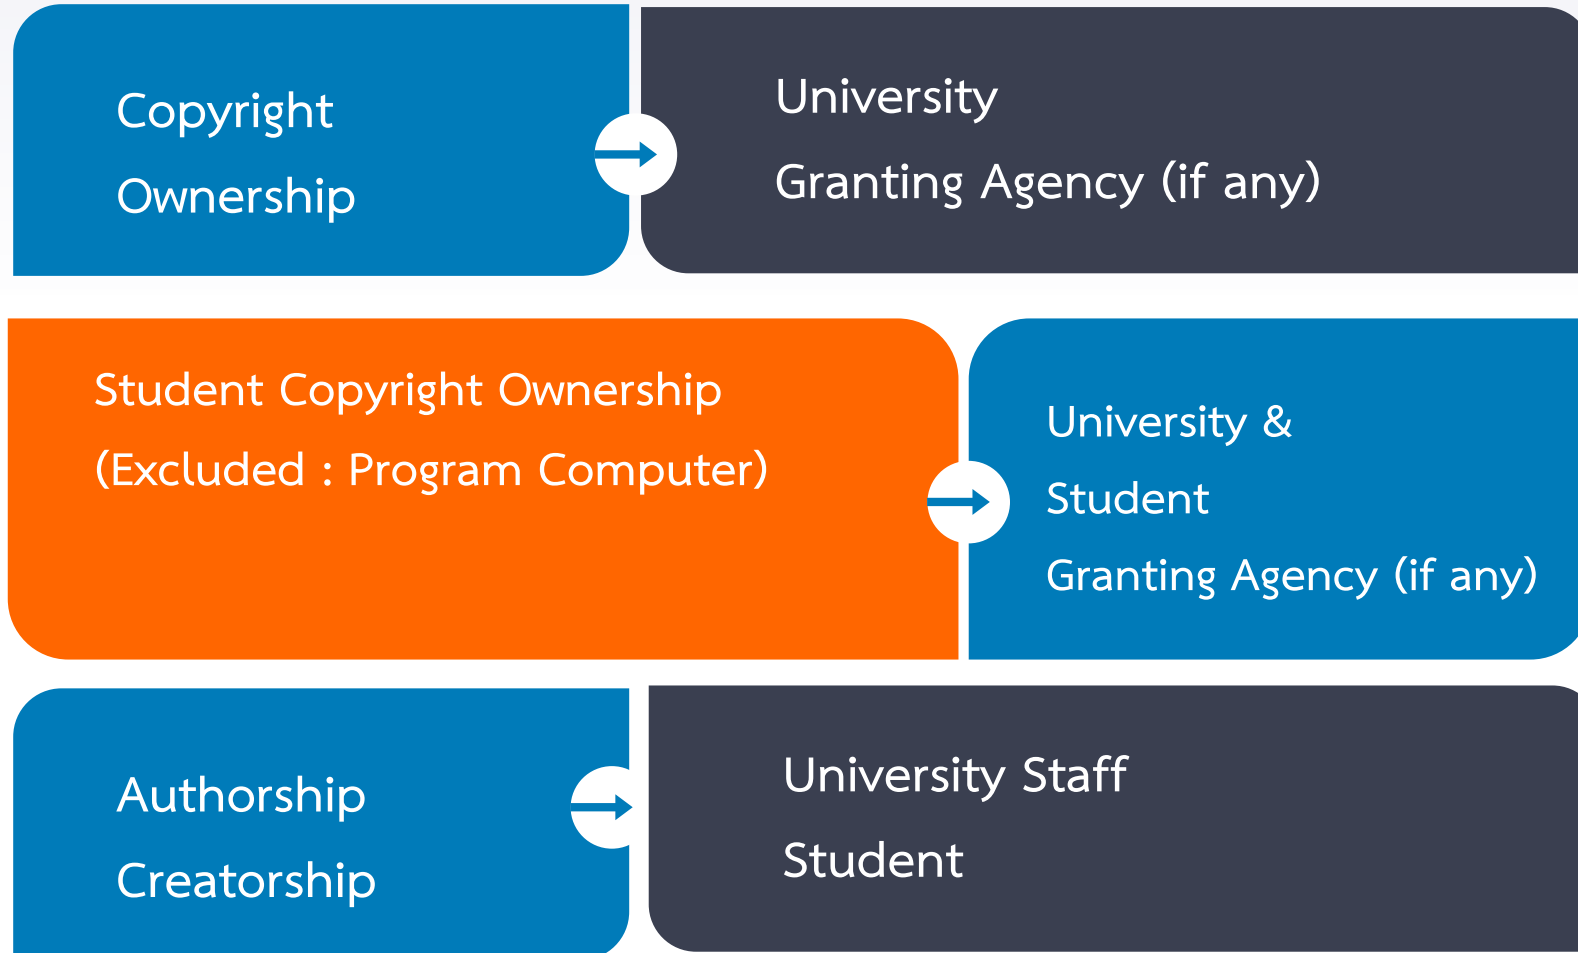 Copyright
Ownership
University
Granting Agency (if any)
Student Copyright Ownership
(Excluded : Program Computer)
University &
Student
Granting Agency (if any)
Authorship
Creatorship
University Staff
Student